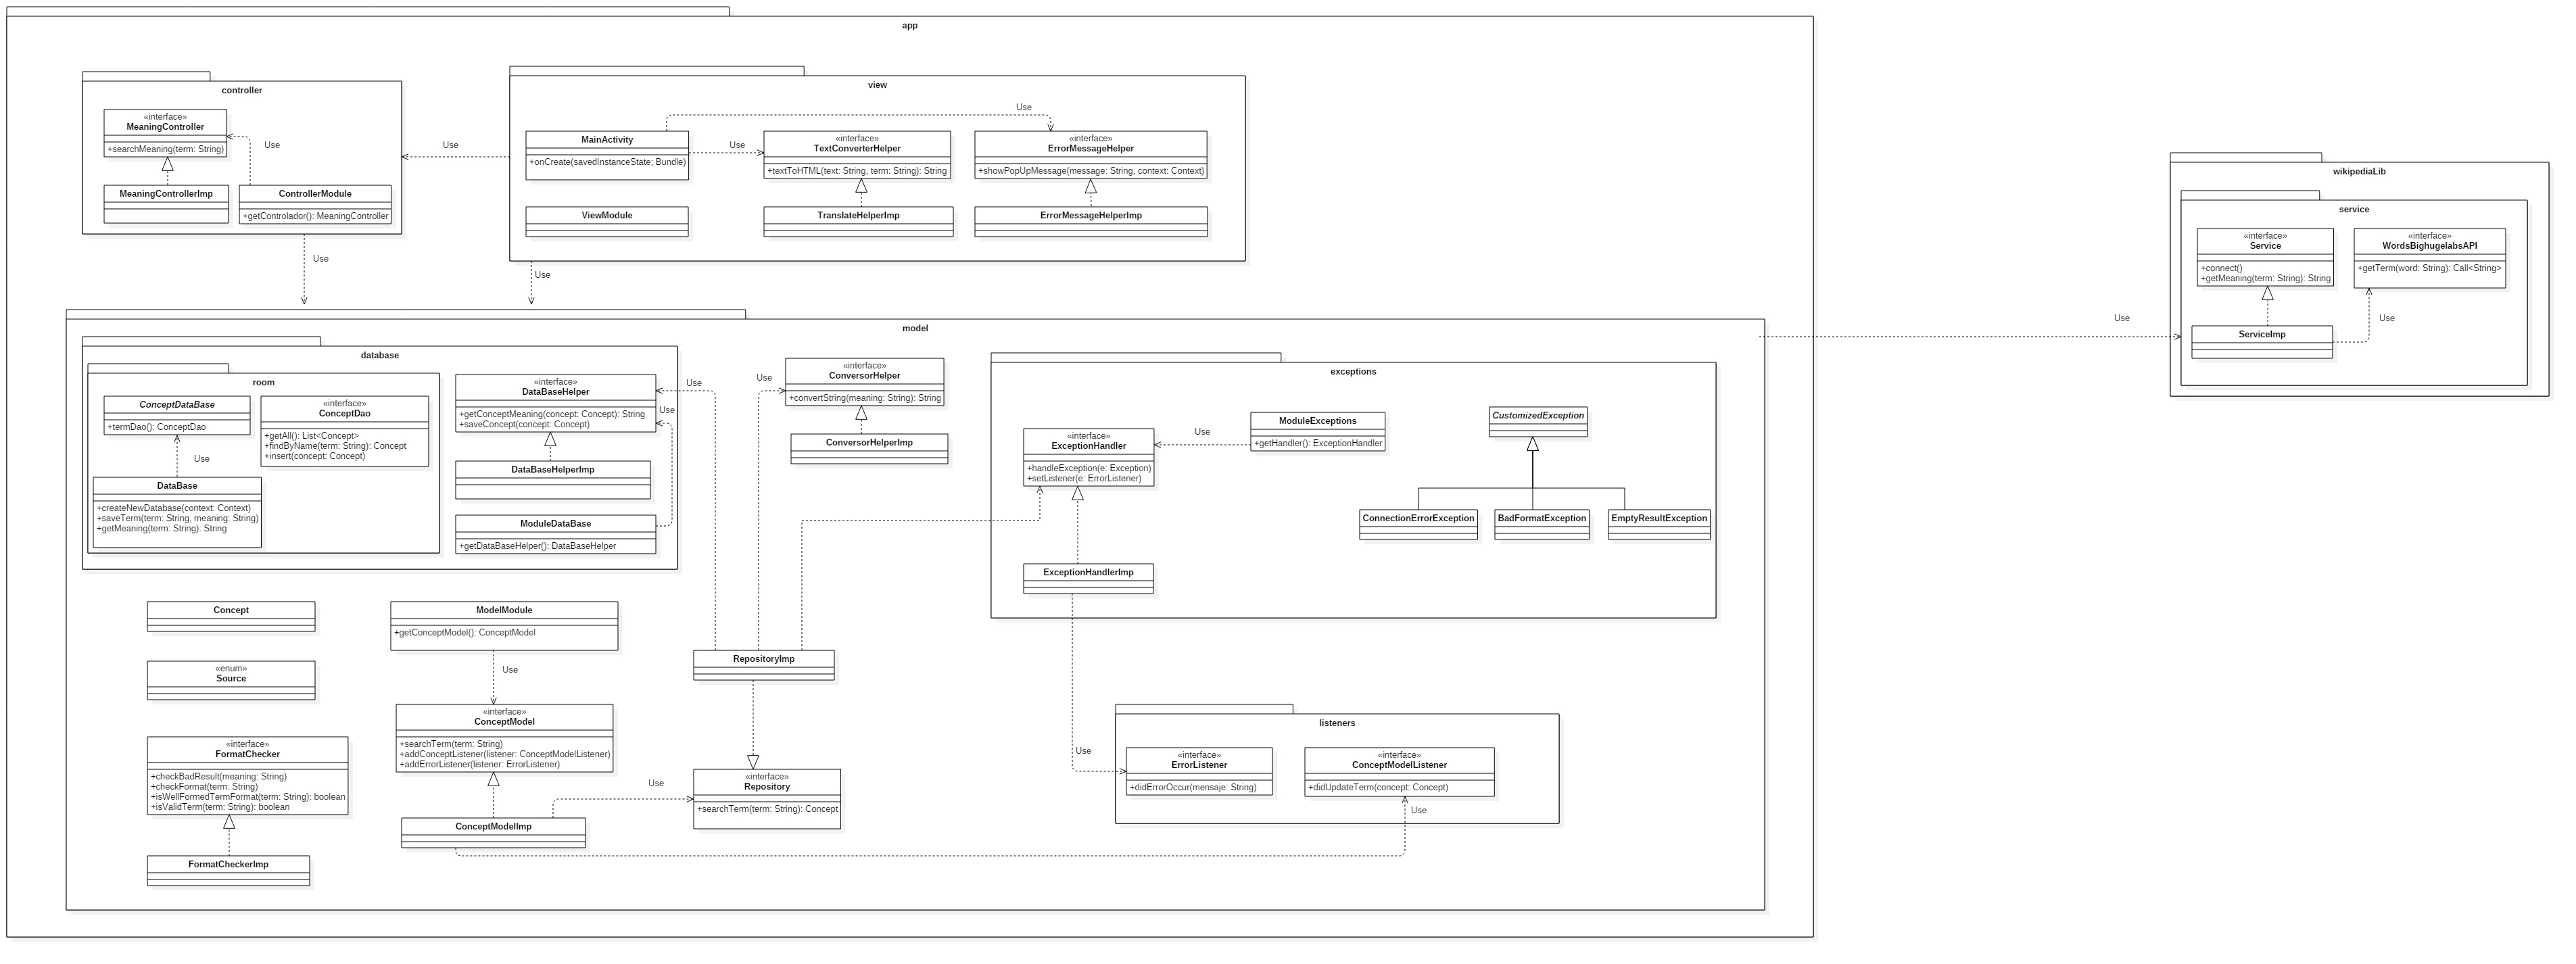 app
controller
«interface»
MeaningController
+searchMeaning(term: String)
Use
MeaningControllerImp
ControllerModule
+getControlador(): MeaningController
Use
Use
view
Use
MainActivity
+onCreate(savedInstanceState; Bundle)
Use
«interface»
TextConverterHelper
+textToHTML(text: String, term: String): String
«interface»
ErrorMessageHelper
+showPopUpMessage(message: String, context: Context)
ViewModule
TranslateHelperImp
ErrorMessageHelperImp
Use
wikipediaLib
service
«interface»
Service
+connect()
+getMeaning(term: String): String
«interface»
WordsBighugelabsAPI
+getTerm(word: String): Call<String>
ServiceImp
Use
Use
model
database
room
ConceptDataBase
+termDao(): ConceptDao
«interface»
ConceptDao
+getAll(): List<Concept>
+findByName(term: String): Concept
+insert(concept: Concept)
Use
DataBase
+createNewDatabase(context: Context)
+saveTerm(term: String, meaning: String)
+getMeaning(term: String): String
«interface»
DataBaseHelper
+getConceptMeaning(concept: Concept): String
+saveConcept(concept: Concept)
Use
Use
DataBaseHelperImp
ModuleDataBase
+getDataBaseHelper(): DataBaseHelper
Use
«interface»
ConversorHelper
+convertString(meaning: String): String
ConversorHelperImp
exceptions
«interface»
ExceptionHandler
+handleException(e: Exception)
+setListener(e: ErrorListener)
Use
ModuleExceptions
+getHandler(): ExceptionHandler
CustomizedException
ConnectionErrorException
BadFormatException
EmptyResultException
ExceptionHandlerImp
Concept
ModelModule
+getConceptModel(): ConceptModel
Use
RepositoryImp
«enum»
Source
«interface»
ConceptModel
+searchTerm(term: String)
+addConceptListener(listener: ConceptModelListener)
+addErrorListener(listener: ErrorListener)
«interface»
FormatChecker
+checkBadResult(meaning: String)
+checkFormat(term: String)
+isWellFormedTermFormat(term: String): boolean
+isValidTerm(term: String): boolean
FormatCheckerImp
ConceptModelImp
Use
«interface»
Repository
+searchTerm(term: String): Concept
Use
listeners
«interface»
ErrorListener
+didErrorOccur(mensaje: String)
«interface»
ConceptModelListener
+didUpdateTerm(concept: Concept)
Use